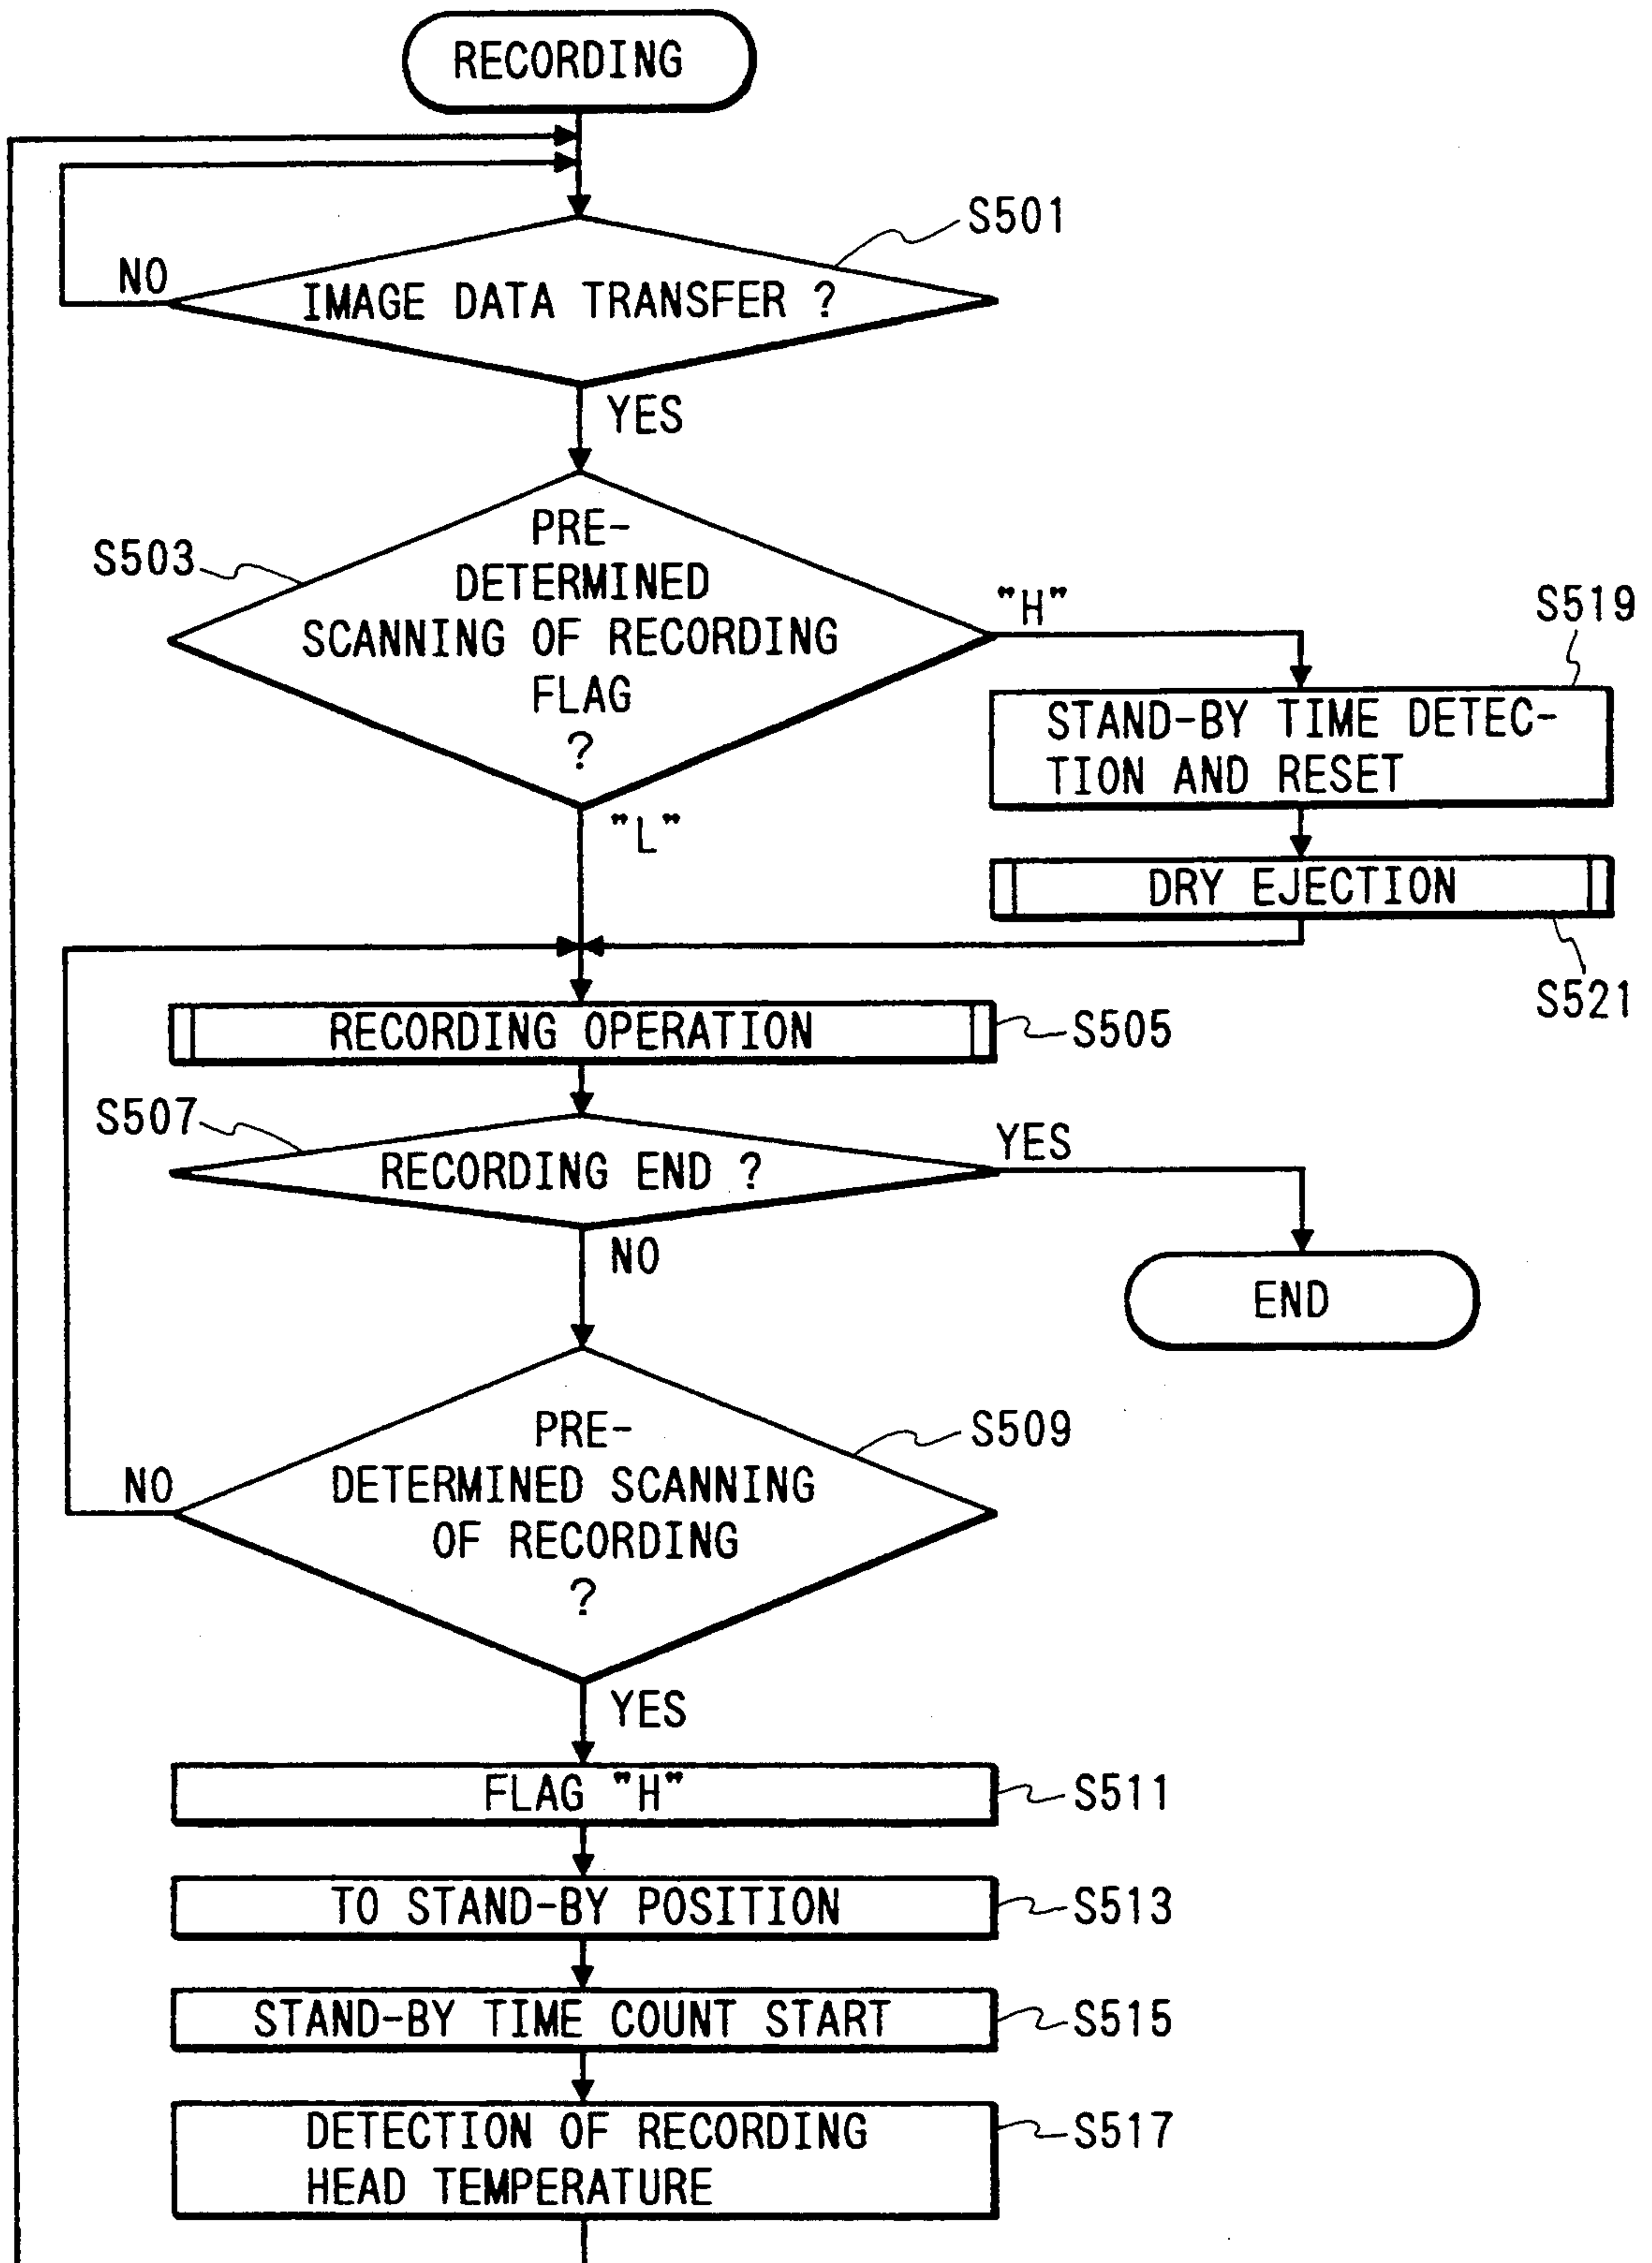 RECORDING
S501
NO
IMAGE DATA TRANSFER ?
YES
S503
PRE-
DETERMINED
SCANNING OF RECORDING
FLAG
?
"H"
"L"
S519
STAND-BY TIME DETEC-
TION AND RESET
DRY EJECTION
S521
RECORDING OPERATION
S505
S507
RECORDING END ?
YES
NO
END
S509
PRE-
DETERMINED SCANNING
OF RECORDING
?
NO
YES
FLAG "H"
S511
TO STAND-BY POSITION
S513
STAND-BY TIME COUNT START
S515
DETECTION OF RECORDING
HEAD TEMPERATURE
S517